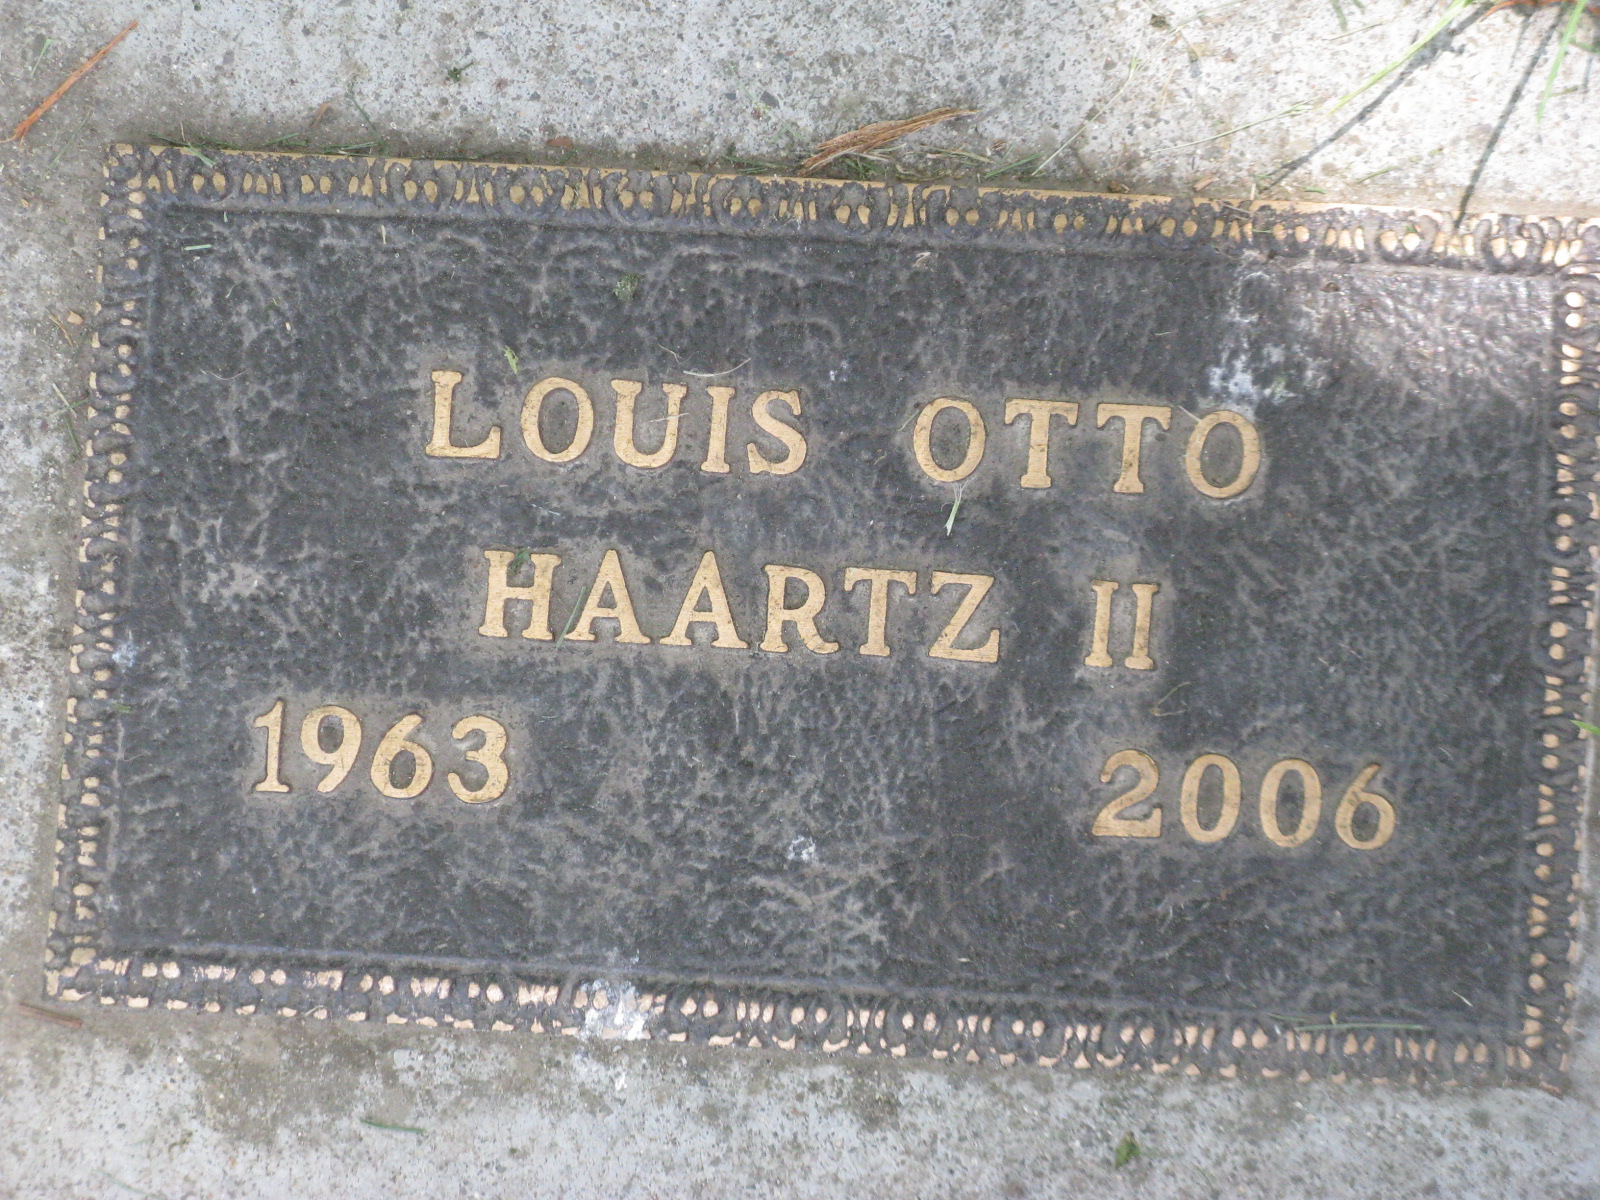 LOUIS OTTO
HAARTZ II
1963 2006